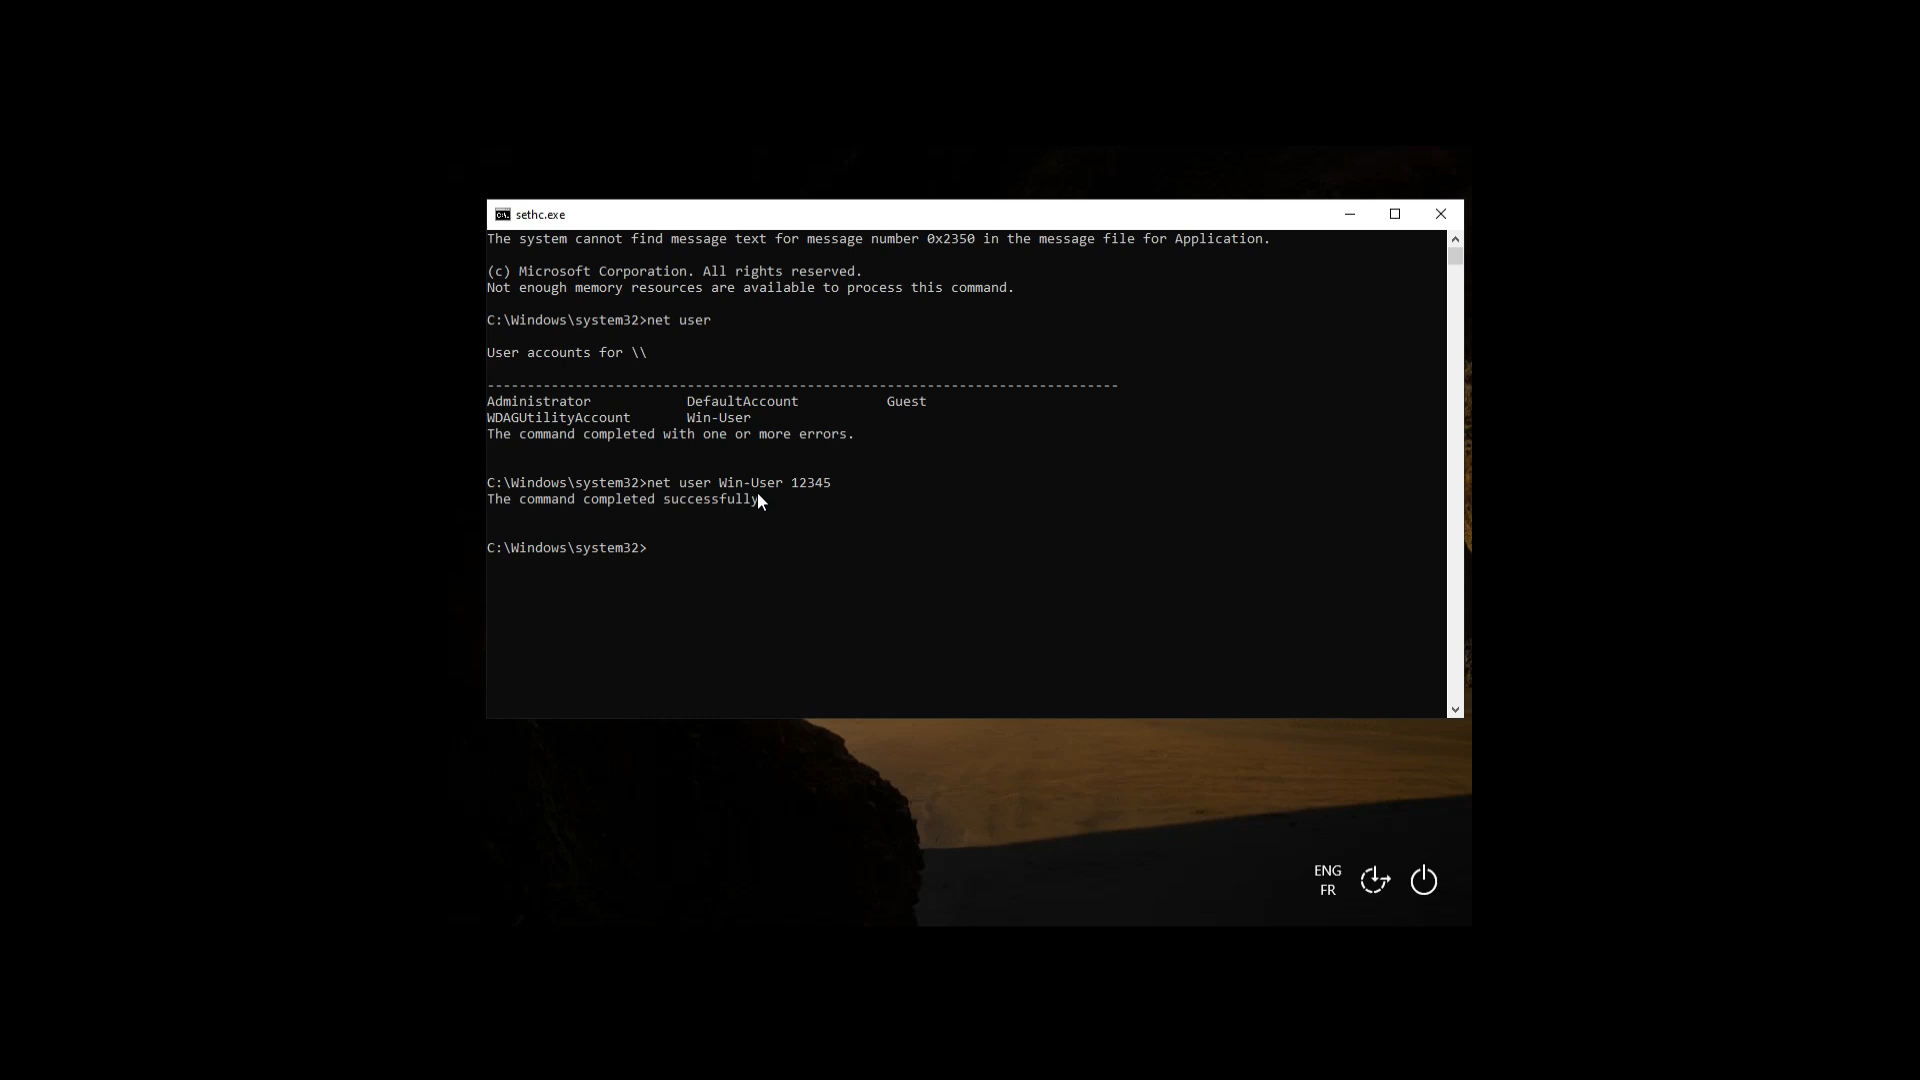 sethc.exe
The system cannot find message text for message number 0x2350 in the message file for Application.
(c) Microsoft Corporation. All rights reserved.
Not enough memory resources are available to process this command.
C:\Windows\system32>net user
User accounts for \\
-------------------------------------------------------------------------------
Administrator            DefaultAccount           Guest
WDAGUtilityAccount       Win-User
The command completed with one or more errors.
C:\Windows\system32>net user Win-User 12345
The command completed successfully
C:\Windows\system32>
ENG
FR